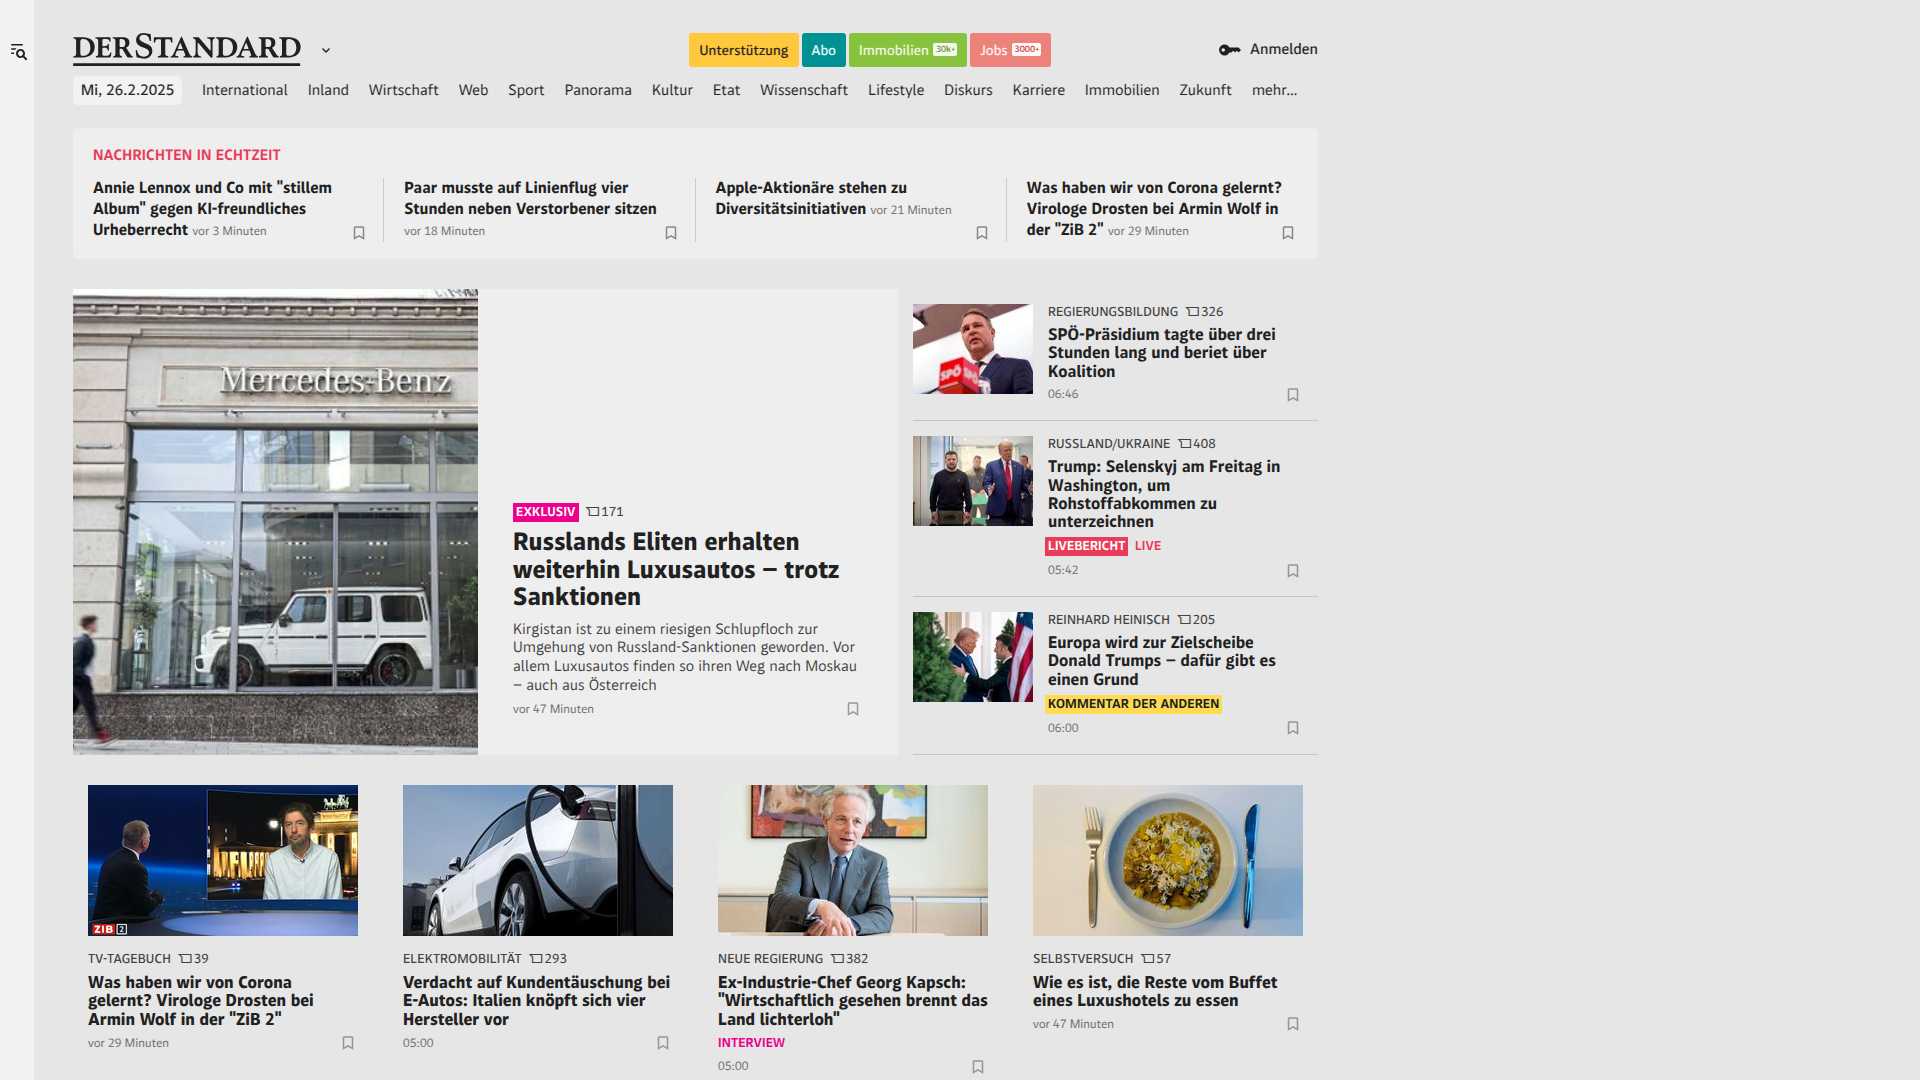 DERSTANDARD
Unterstützung
Abo
Immobilien 30k+
Jobs 3000+
Anmelden
Mi, 26.2.2025
International
Inland
Wirtschaft
Web
Sport
Panorama
Kultur
Etat
Wissenschaft
Lifestyle
Diskurs
Karriere
Immobilien
Zukunft
mehr...
NACHRICHTEN IN ECHTZEIT
Annie Lennox und Co mit "stillem
Album" gegen KI-freundliches
Urheberrecht vor 3 Minuten
Paar musste auf Linienflug vier
Stunden neben Verstorbener sitzen
vor 18 Minuten
Apple-Aktionäre stehen zu
Diversitätsinitiativen vor 21 Minuten
Was haben wir von Corona gelernt?
Virologe Drosten bei Armin Wolf in
der "ZiB 2" vor 29 Minuten
Mercedes-Benz
EXKLUSIV 171
Russlands Eliten erhalten
weiterhin Luxusautos – trotz
Sanktionen
Kirgistan ist zu einem riesigen Schlupfloch zur
Umgehung von Russland-Sanktionen geworden. Vor
allem Luxusautos finden so ihren Weg nach Moskau
– auch aus Österreich
vor 47 Minuten
SPÖ
SPÖ
REGIERUNGSBILDUNG 326
SPÖ-Präsidium tagte über drei
Stunden lang und beriet über
Koalition
06:46
RUSSLAND/UKRAINE 408
Trump: Selenskyj am Freitag in
Washington, um
Rohstoffabkommen zu
unterzeichnen
LIVEBERICHT LIVE
05:42
REINHARD HEINISCH 205
Europa wird zur Zielscheibe
Donald Trumps – dafür gibt es
einen Grund
KOMMENTAR DER ANDEREN
06:00
ZIB 2
TV-TAGEBUCH 39
Was haben wir von Corona
gelernt? Virologe Drosten bei
Armin Wolf in der "ZiB 2"
vor 29 Minuten
ELEKTROMOBILITÄT 293
Verdacht auf Kundentäuschung bei
E-Autos: Italien knöpft sich vier
Hersteller vor
05:00
NEUE REGIERUNG 382
Ex-Industrie-Chef Georg Kapsch:
"Wirtschaftlich gesehen brennt das
Land lichterloh"
INTERVIEW
05:00
SELBSTVERSUCH 57
Wie es ist, die Reste vom Buffet
eines Luxushotels zu essen
vor 47 Minuten